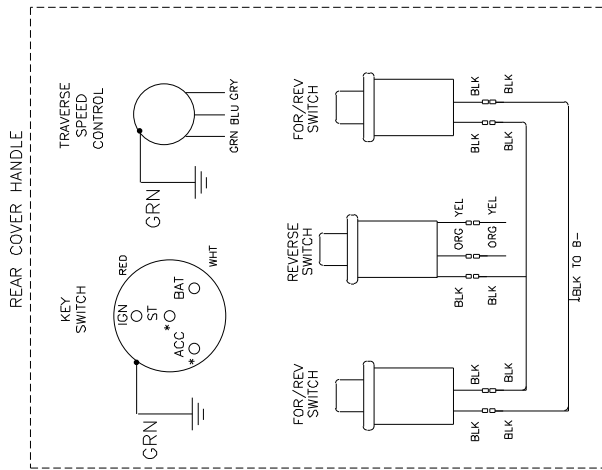 REAR COVER HANDLE
KEY
SWITCH
RED
WHT
IGN
ST
*
BAT
ACC
*
GRN
TRAVERSE
SPEED
CONTROL
GRN
GRN
BLU
GRY
FOR/REV
SWITCH
BLK
BLK
BLK
BLK
REVERSE
SWITCH
BLK
BLK
ORG
ORG
YEL
YEL
FOR/REV
SWITCH
BLK
BLK
BLK
BLK
BLK TO B-